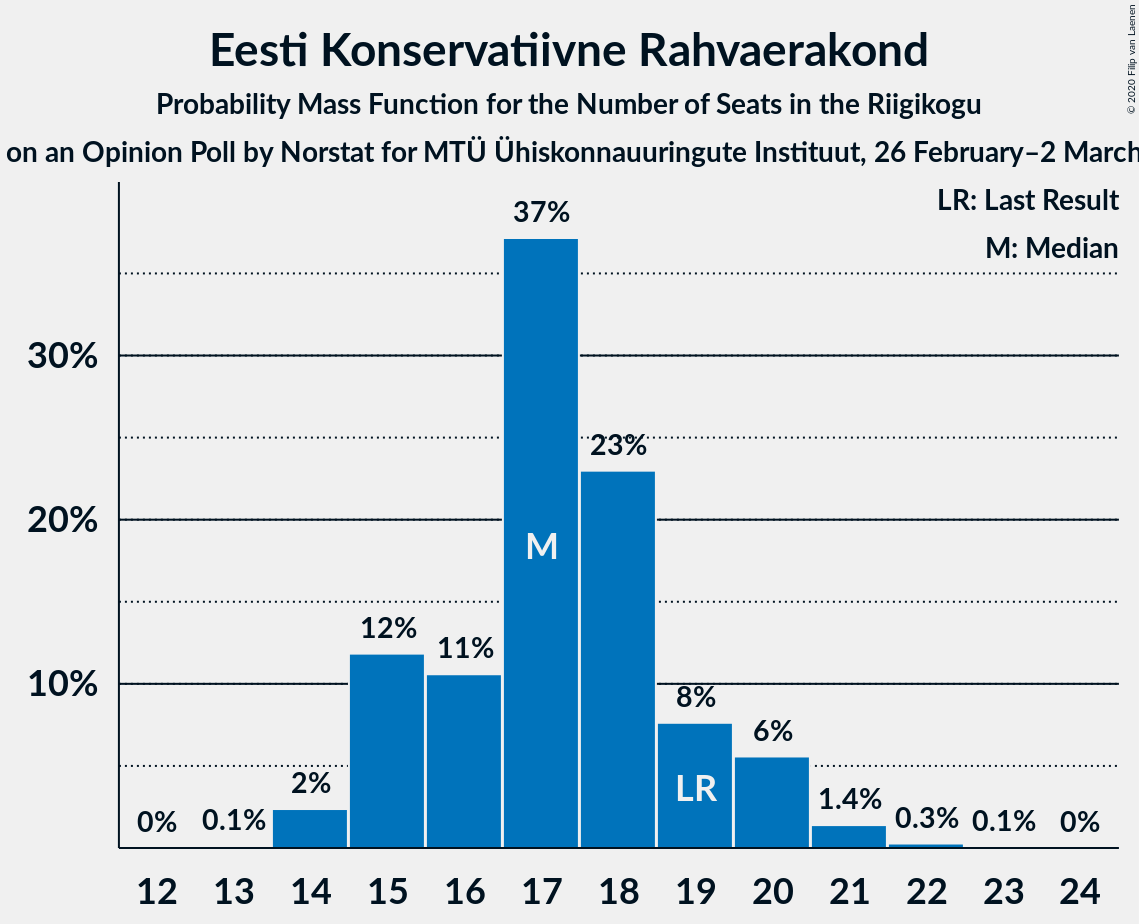 Eesti Konservatiivne Rahvaerakond
Probability Mass Function for the Number of Seats in the Riigikogu
on an Opinion Poll by Norstat for MTÜ Ühiskonnauuringute Instituut, 26 February–2 March
© 2020 Filip van Laenen
LR: Last Result
M: Median
37%
30%
23%
20%
M
12%
11%
10%
8%
6%
2%
LR
1.4%
0%
0.1%
0.3%
0.1%
0%
12 13 14 15 16 17 18 19 20 21 22 23 24